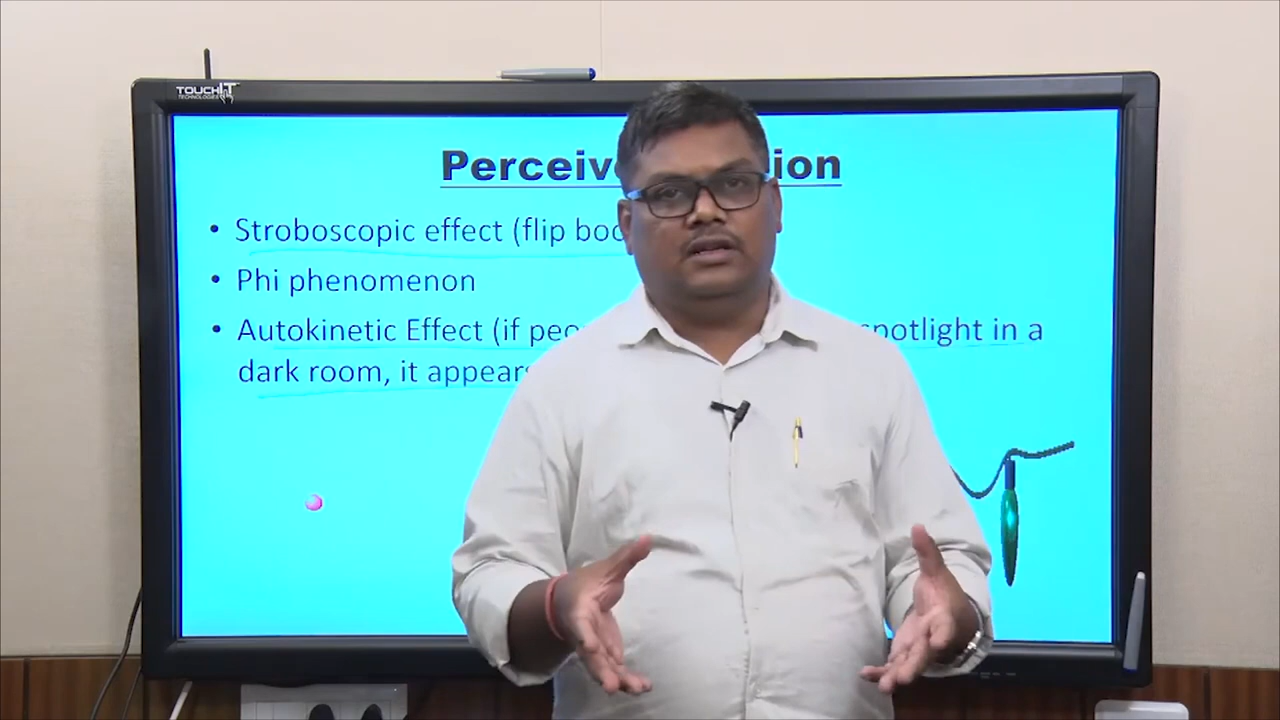 TOUCHIT
TECHNOLOGIES
Perceiv ion
• Stroboscopic effect (flip boo
• Phi phenomenon
• Autokinetic Effect (if peo spotlight in a
dark room, it appears